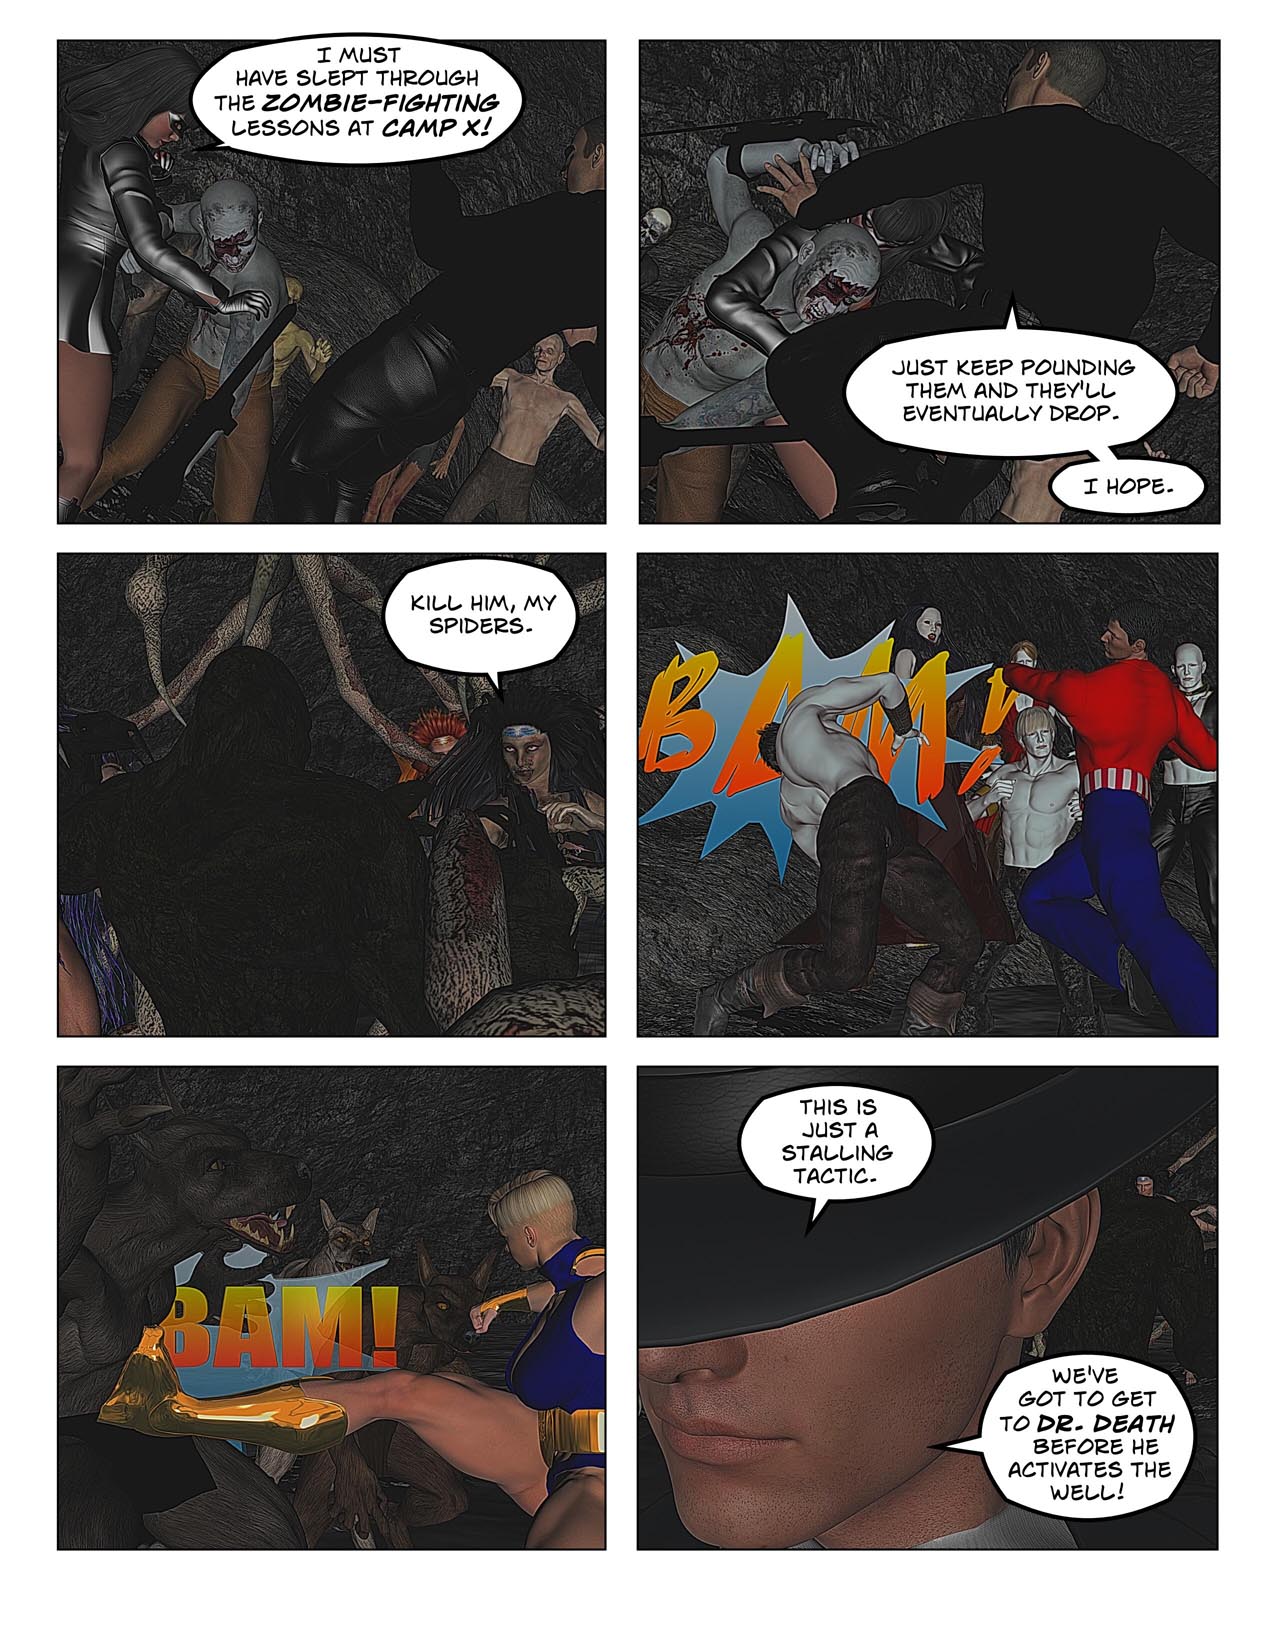 I MUST
HAVE SLEPT THROUGH
THE ZOMBIE-FIGHTING
LESSONS AT CAMP X!
JUST KEEP POUNDING
THEM AND THEY'LL
EVENTUALLY DROP.
I HOPE.
KILL HIM, MY
SPIDERS.
BAM!
BAM!
THIS IS
JUST A
STALLING
TACTIC.
WE'VE
GOT TO GET
TO DR. DEATH
BEFORE HE
ACTIVATES THE
WELL!